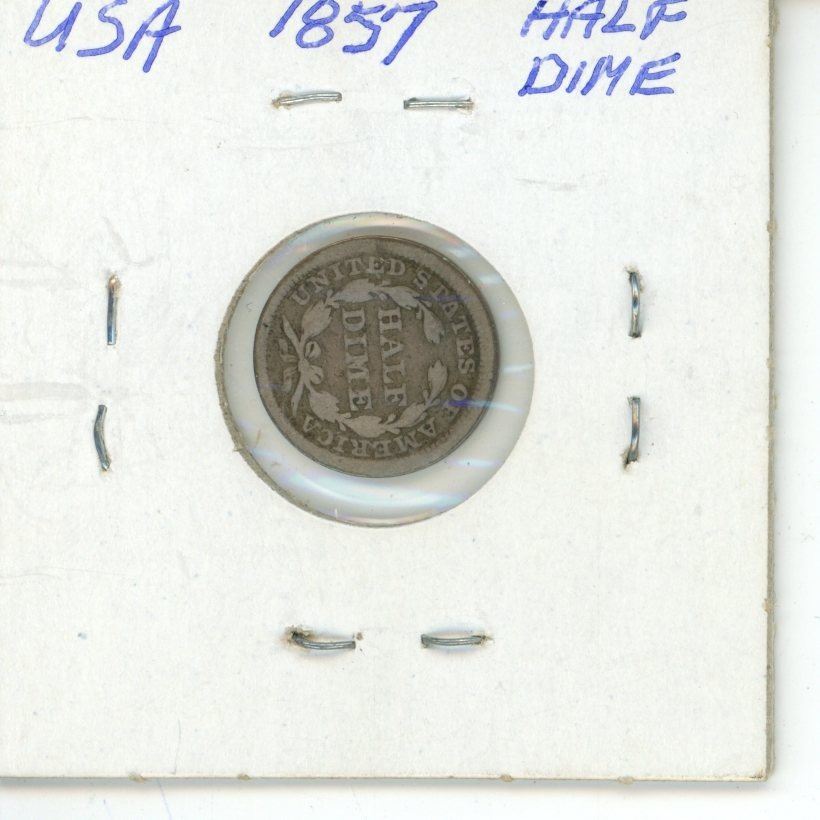 USA 1857 HALF
DIME
UNITED STATES OF AMERICA
HALF
DIME